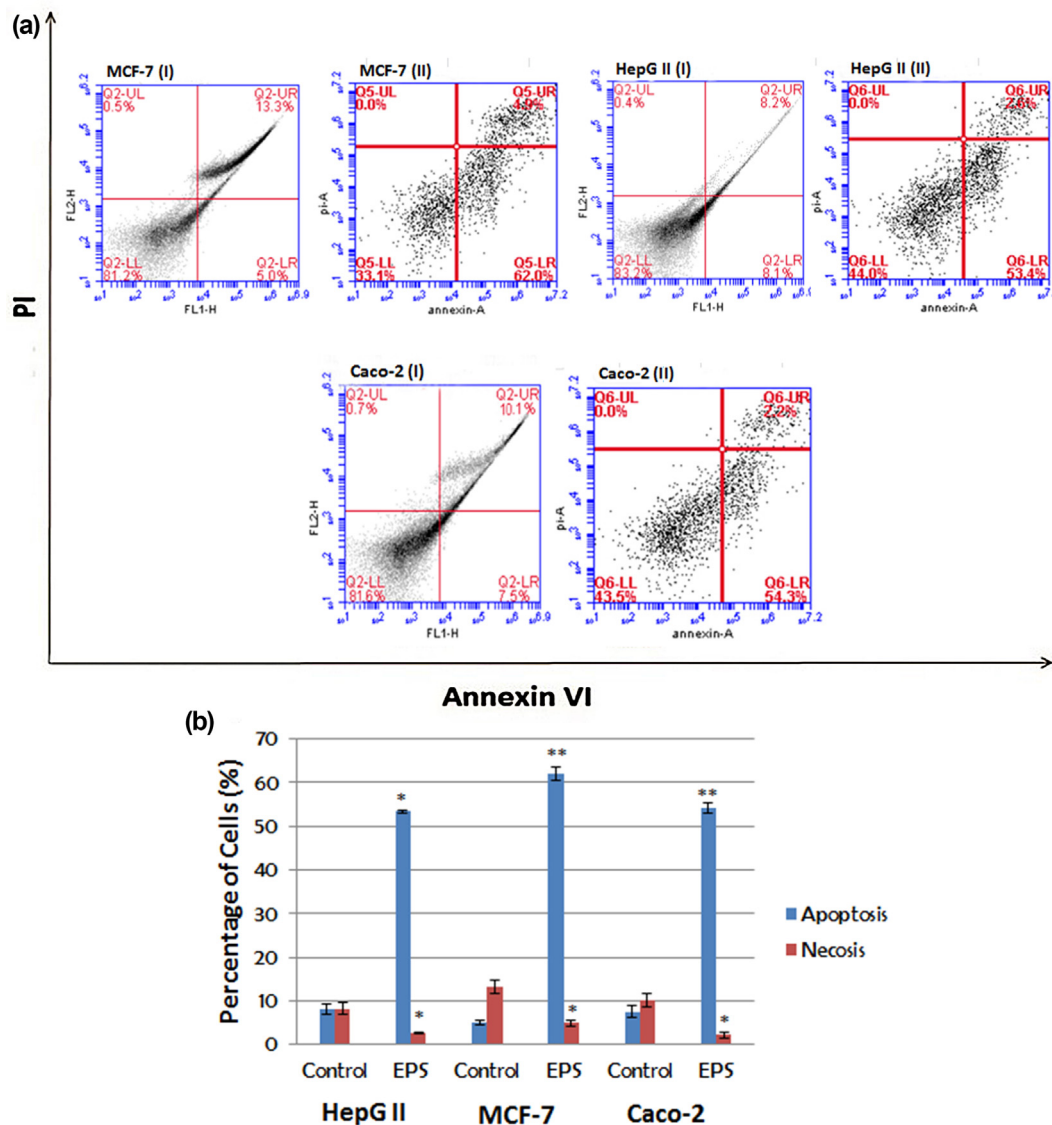 (a)
MCF-7 (I)
MCF-7 (II)
HepG II (I)
HepG II (II)
Q2-UL
0.5%
Q2-UR
13.3%
Q2-LL
81.2%
Q2-LR
5.0%
FL2-H
FL1-H
Q5-UL
0.0%
Q5-UR
Q5-LL
33.1%
Q5-LR
62.0%
pi-A
annexin-A
Q2-UL
0.4%
Q2-UR
8.2%
Q2-LL
83.2%
Q2-LR
8.1%
FL2-H
FL1-H
Q6-UL
0.0%
Q6-UR
Q6-LL
44.0%
Q6-LR
53.4%
pi-A
annexin-A
PI
Caco-2 (I)
Caco-2 (II)
Q2-UL
0.7%
Q2-UR
10.1%
Q2-LL
81.6%
Q2-LR
7.5%
FL2-H
FL1-H
Q6-UL
0.0%
Q6-UR
Q6-LL
43.5%
Q6-LR
54.3%
pi-A
annexin-A
Annexin VI
(b)
Percentage of Cells (%)
70
60
50
40
30
20
10
0
* * ** * ** *
Apoptosis
Necosis
Control EPS Control EPS Control EPS
HepG II MCF-7 Caco-2